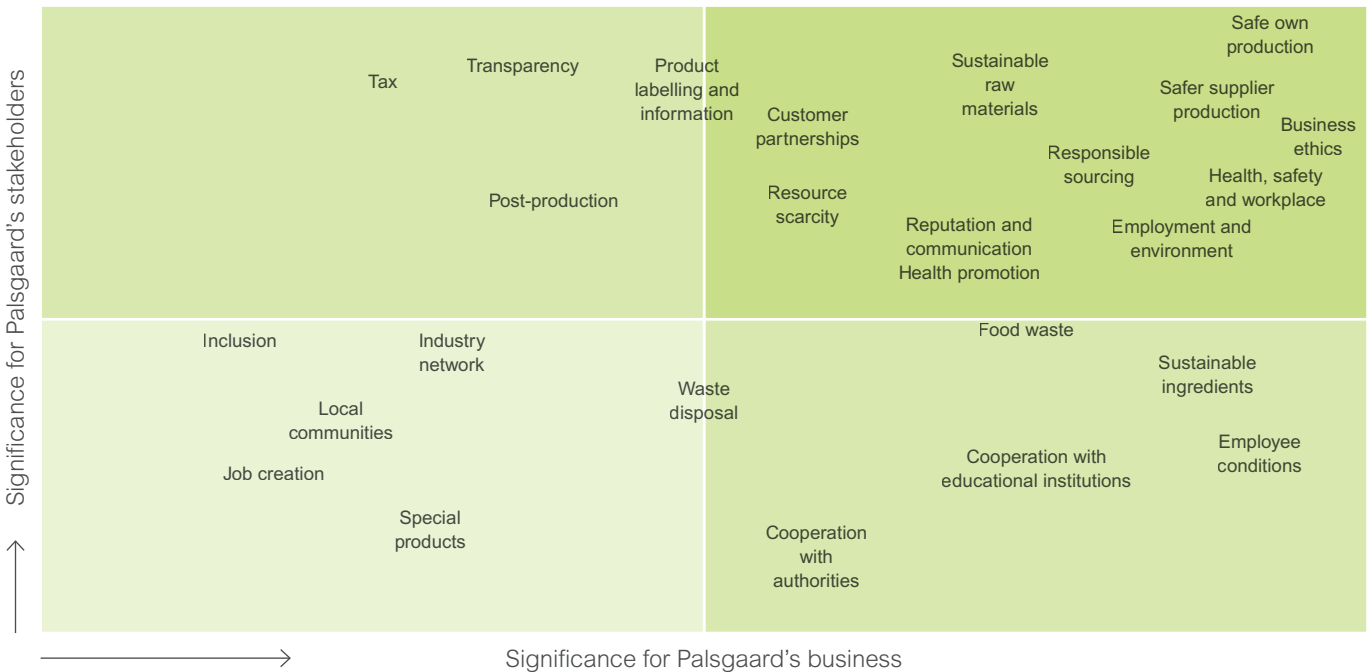 Significance for Palsgaard’s stakeholders
Tax
Transparency
Product
labelling and
information
Post-production
Customer
partnerships
Resource
scarcity
Sustainable
raw
materials
Safe own
production
Safer supplier
production
Business
ethics
Responsible
sourcing
Health, safety
and workplace
Reputation and
communication
Health promotion
Employment and
environment
Inclusion
Industry
network
Local
communities
Job creation
Special
products
Waste
disposal
Food waste
Sustainable
ingredients
Cooperation with
educational institutions
Employee
conditions
Cooperation
with
authorities
Significance for Palsgaard’s business